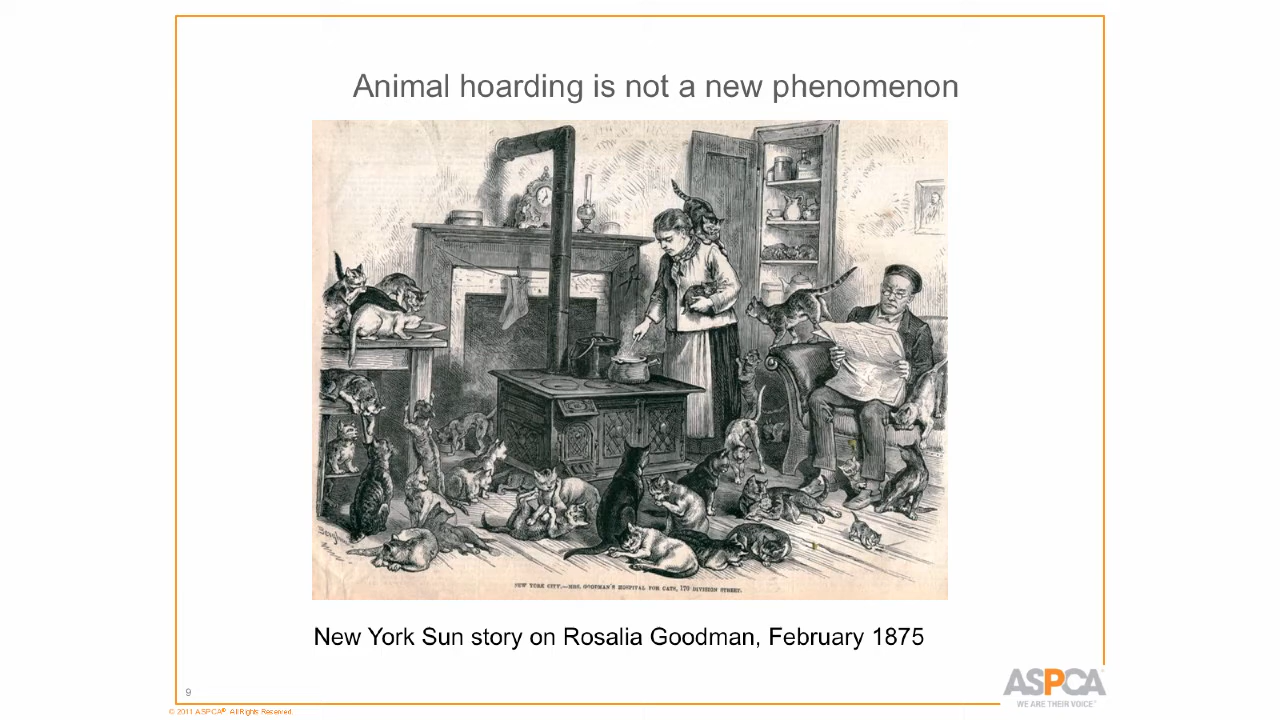 Animal hoarding is not a new phenomenon
NEW YORK CITY.—MRS. GOODMAN'S HOSPITAL FOR CATS, 170 DIVISION STREET.
New York Sun story on Rosalia Goodman, February 1875
9
ASPCA
WE ARE THEIR VOICE
© 2011 ASPCA®. All Rights Reserved.